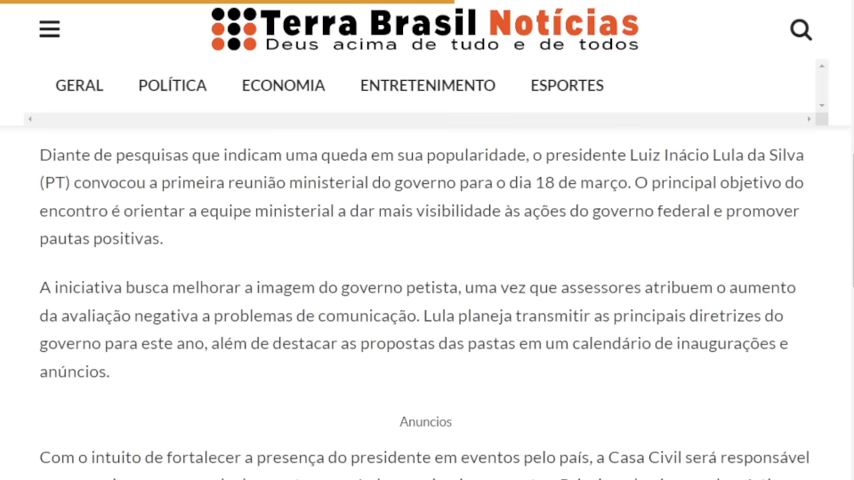 Terra Brasil Notícias
Deus acima de tudo e de todos
GERAL POLÍTICA ECONOMIA ENTRETENIMENTO ESPORTES
Diante de pesquisas que indicam uma queda em sua popularidade, o presidente Luiz Inácio Lula da Silva
(PT) convocou a primeira reunião ministerial do governo para o dia 18 de março. O principal objetivo do
encontro é orientar a equipe ministerial a dar mais visibilidade às ações do governo federal e promover
pautas positivas.
A iniciativa busca melhorar a imagem do governo petista, uma vez que assessores atribuem o aumento
da avaliação negativa a problemas de comunicação. Lula planeja transmitir as principais diretrizes do
governo para este ano, além de destacar as propostas das pastas em um calendário de inaugurações e
anúncios.
Anuncios
Com o intuito de fortalecer a presença do presidente em eventos pelo país, a Casa Civil será responsável